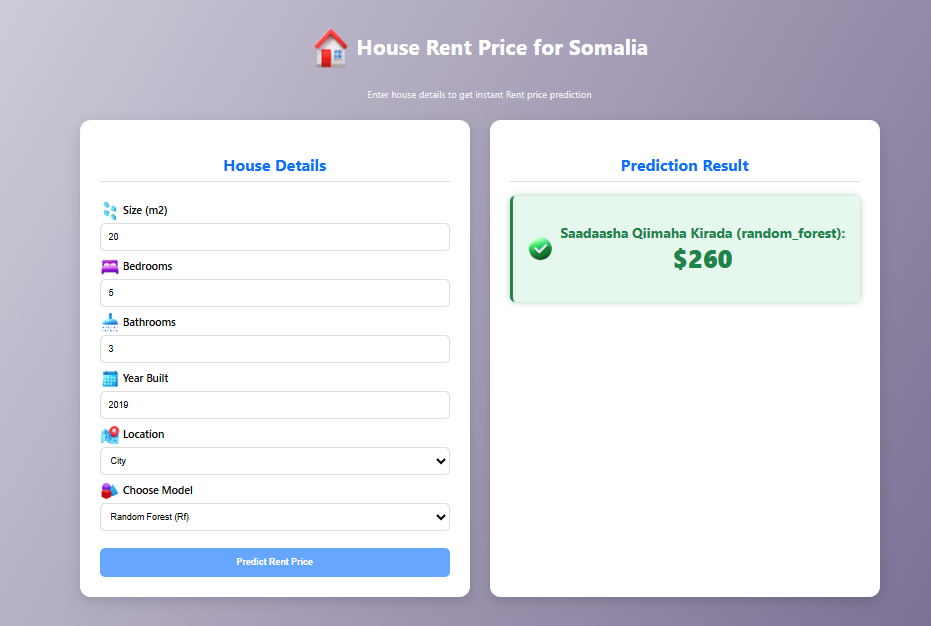 House Rent Price for Somalia
Enter house details to get instant Rent price prediction
House Details
Size (m2)
20
Bedrooms
5
Bathrooms
3
Year Built
2019
Location
City
Choose Model
Random Forest (Rf)
Predict Rent Price
Prediction Result
Saadaasha Qiimaha Kirada (random_forest):
$260